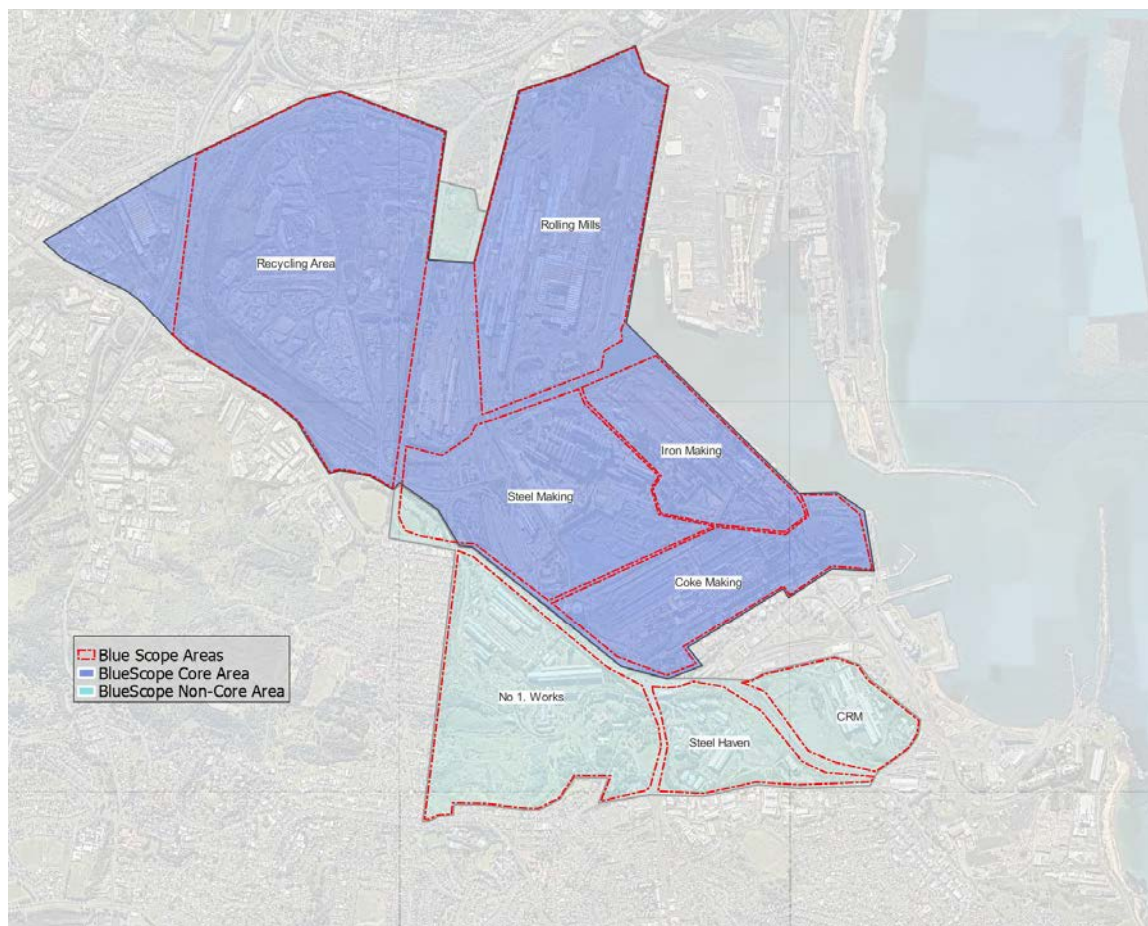 Rolling Mills
Recycling Area
Iron Making
Steel Making
Coke Making
Blue Scope Areas
BlueScope Core Area
BlueScope Non-Core Area
No 1. Works
CRM
Steel Haven